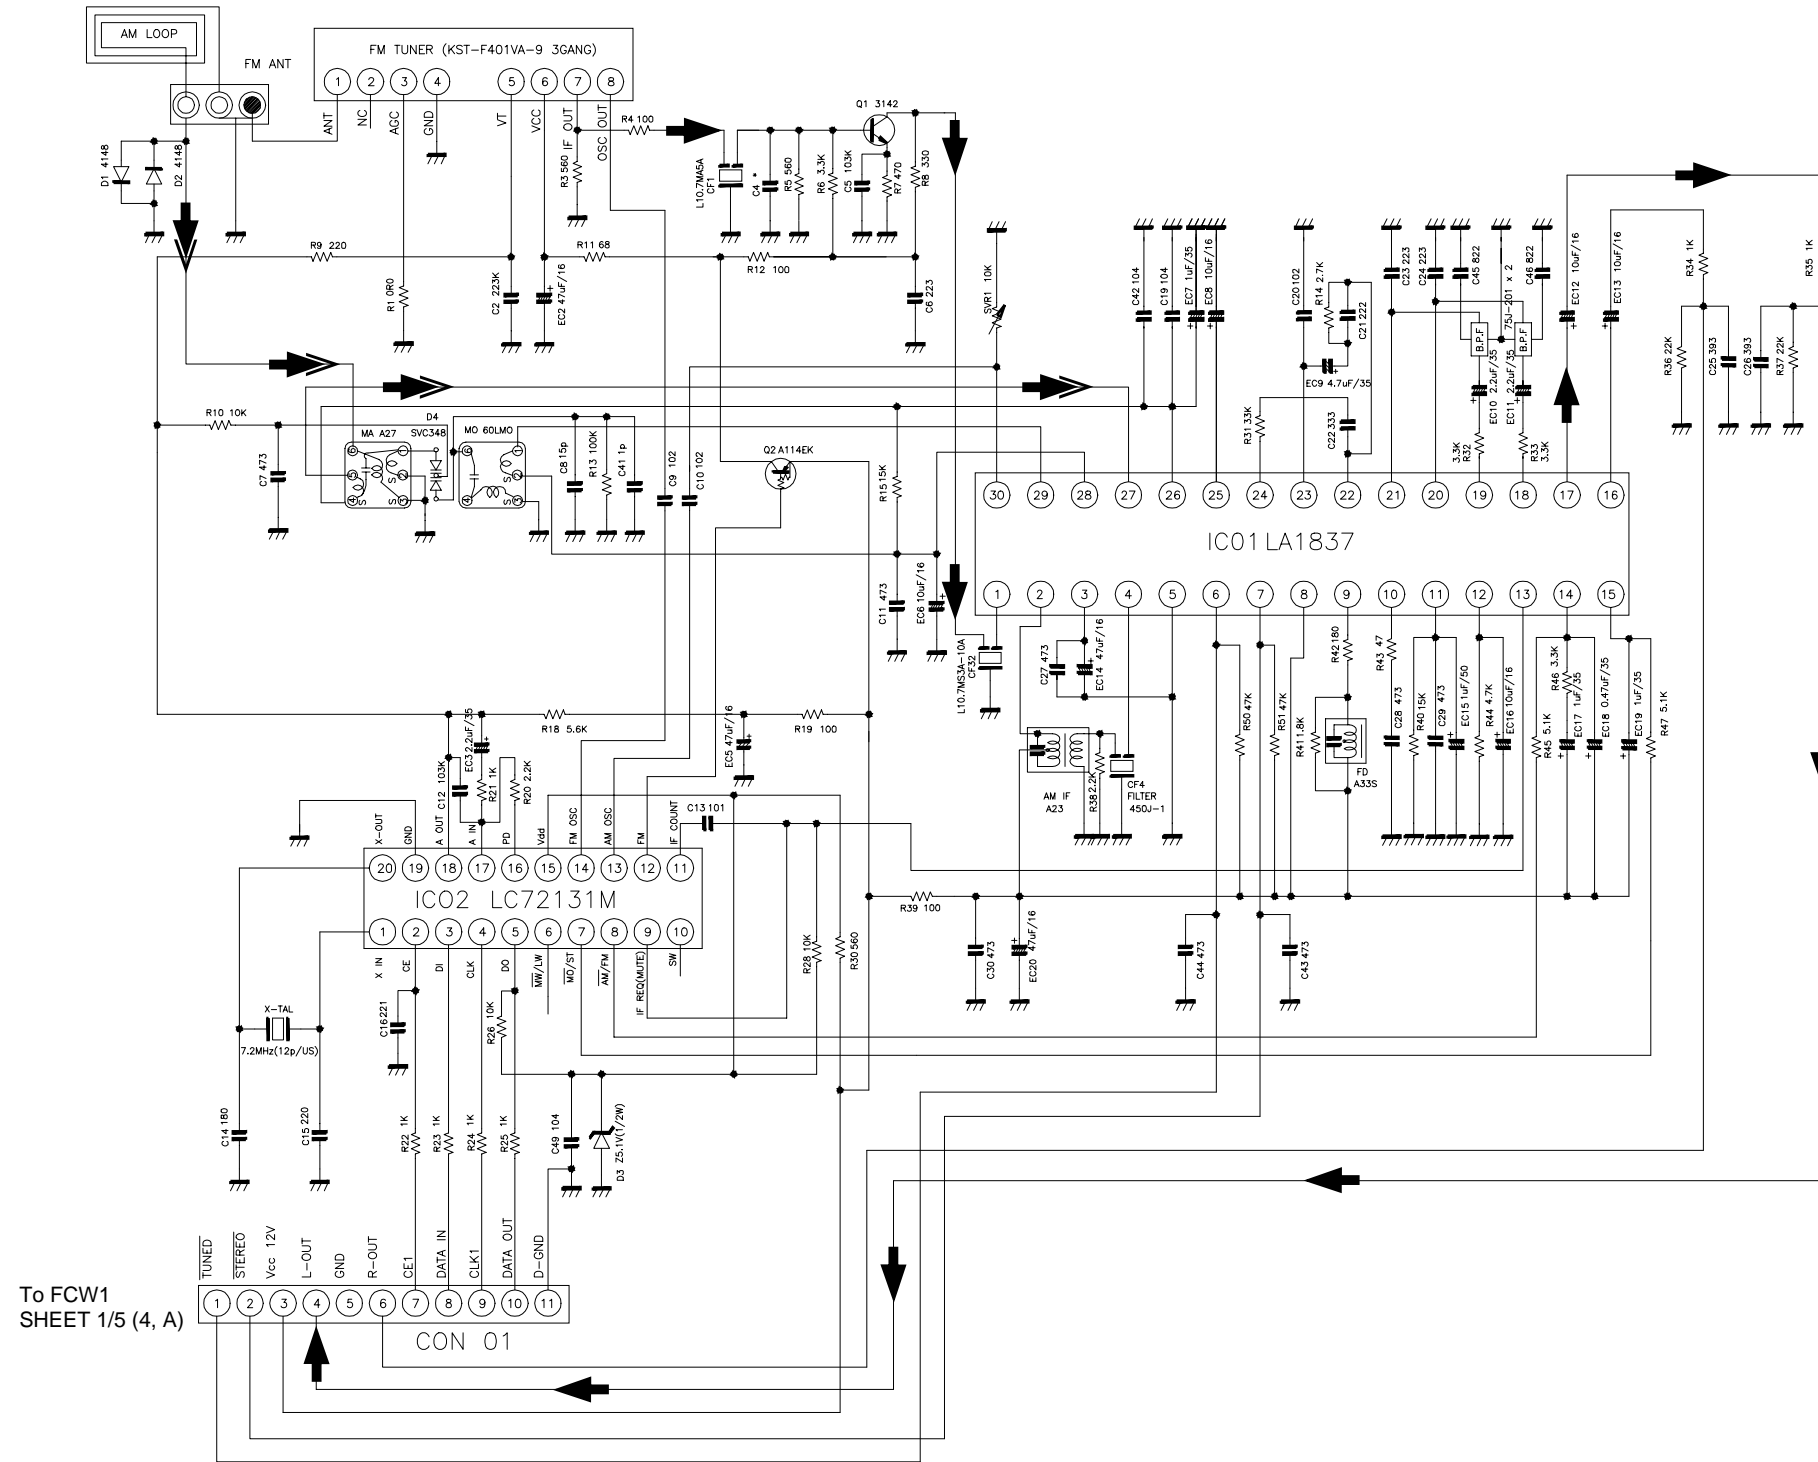 AM LOOP
FM ANT
FM TUNER (KST-F401VA-9 3GANG)
1 2 3 4 5 6 7 8
ANT
NC
AGC
GND
VT
VCC
IF OUT
OSC OUT
D1 4148
D2 4148
R4 100
R3 560
L10.7MA5A
CF1
C4 *
R5 560
R6 3.3K
C5 103K
Q1 3142
R7 470
R8 330
R9 220
R11 68
R12 100
R1 0R0
C2 223K
EC2 47uF/16
C6 223
SVR1 10K
C42 104
C19 104
EC7 1uF/35
EC8 10uF/16
C20 102
R14 2.7K
C21 222
EC9 4.7uF/35
C23 223
C24 223
C45 822
75J-201 x 2
C46 822
B.P.F
B.P.F
EC10 2.2uF/35
EC11 2.2uF/35
EC12 10uF/16
EC13 10uF/16
R34 1K
R35 1K
R36 22K
C25 393
C26 393
R37 22K
R31 33K
C22 333
3.3K
R32
R33
3.3K
R10 10K
C7 473
MA A27
D4
SVC348
MO 60LMO
6 1 5 2 4 3 S S
6 1 2 4 3 S S
C8 15p
R13 100K
C41 1p
C9 102
C10 102
Q2 A114EK
R15 15K
C11 473
EC6 10uF/16
30 29 28 27 26 25 24 23 22 21 20 19 18 17 16
IC01 LA1837
1 2 3 4 5 6 7 8 9 10 11 12 13 14 15
L10.7MS3A-10A
CF32
C27 473
EC14 47uF/16
AM IF
A23
R38 2.2K
CF4
FILTER
450J-1
R50 47K
R51 47K
R41 1.8K
R42 180
FD
A33S
R43 47
C28 473
R40 15K
C29 473
EC15 1uF/50
R44 4.7K
EC16 10uF/16
R45 5.1K
R46 3.3K
EC17 1uF/35
EC18 0.47uF/35
EC19 1uF/35
R47 5.1K
R18 5.6K
EC5 47uF/16
R19 100
C12 103K
EC3 2.2uF/35
R21 1K
R20 2.2K
C13 101
X-OUT
GND
A OUT
A IN
PD
Vdd
FM OSC
AM OSC
FM
IF COUNT
20 19 18 17 16 15 14 13 12 11
IC02 LC72131M
1 2 3 4 5 6 7 8 9 10
X IN
CE
DI
CLK
DO
MW/LW
MO/ST
AM/FM
IF REQ(MUTE)
SW
R39 100
R28 10K
R30 560
C30 473
EC20 47uF/16
C44 473
C43 473
X-TAL
7.2MHz(12p/US)
C16 221
R26 10K
C14 180
C15 220
R22 1K
R23 1K
R24 1K
R25 1K
C49 104
D3 Z5.1V(1/2W)
TUNED
STEREO
Vcc 12V
L-OUT
GND
R-OUT
CE1
DATA IN
CLK1
DATA OUT
D-GND
To FCW1
SHEET 1/5 (4, A)
1 2 3 4 5 6 7 8 9 10 11
CON 01